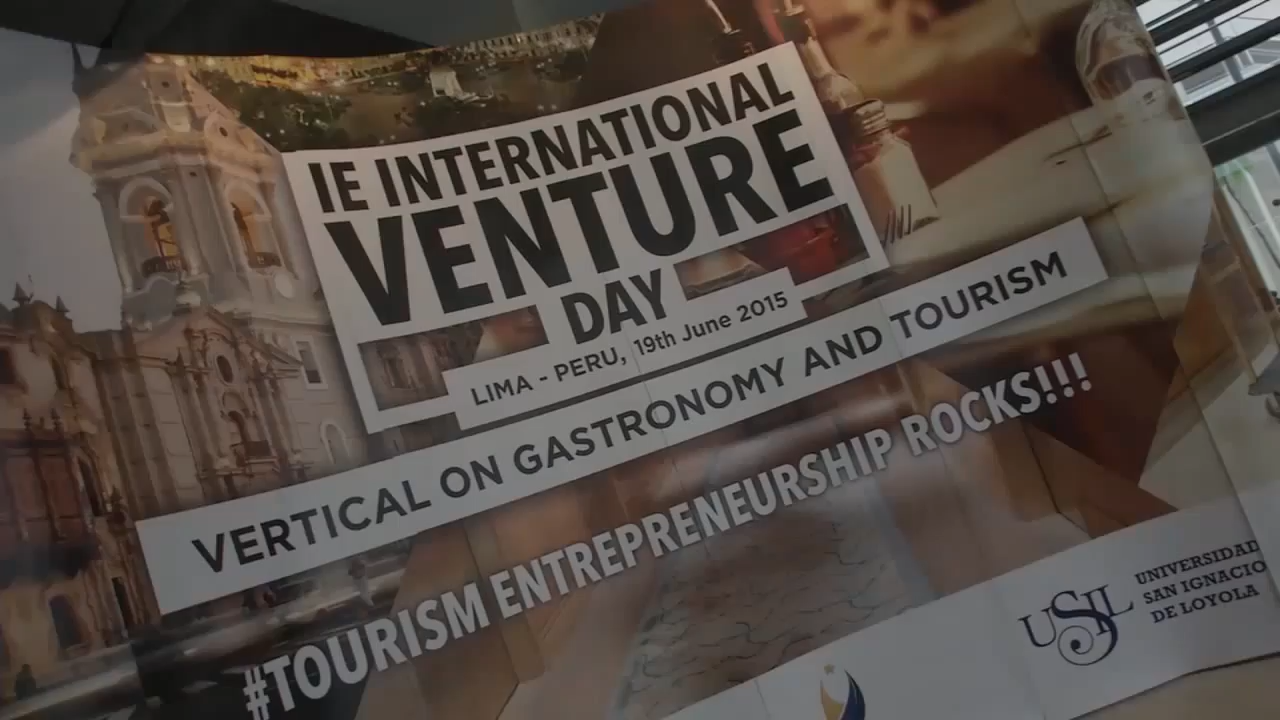 IE INTERNATIONAL
VENTURE
DAY
LIMA - PERU, 19th June 2015
VERTICAL ON GASTRONOMY AND TOURISM
#TOURISM ENTREPRENEURSHIP ROCKS!!!
USIL
UNIVERSIDAD
SAN IGNACIO
DE LOYOLA